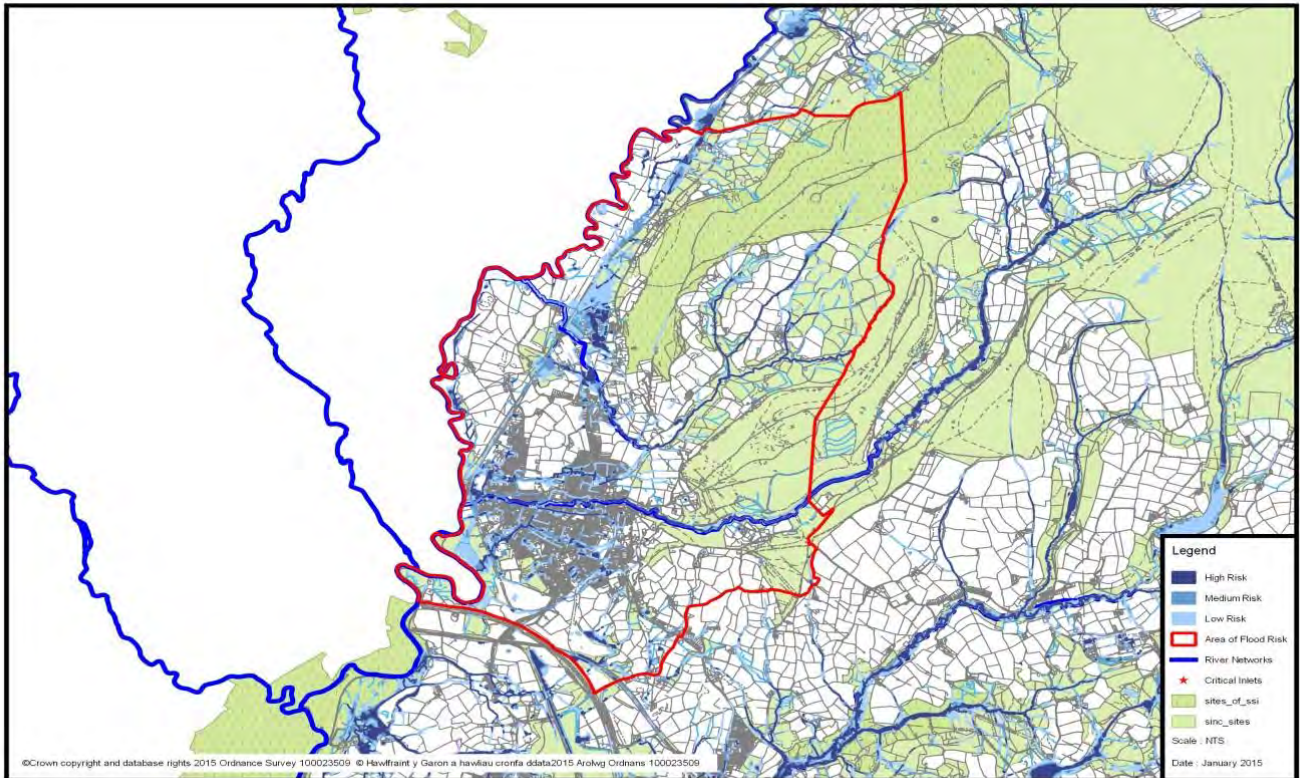 Legend
High Risk
Medium Risk
Low Risk
Area of Flood Risk
River Networks
Critical Inlets
sites_of_ssi
sinc_sites
Scale : NTS
Date : January 2015
©Crown copyright and database rights 2015 Ordnance Survey 100023509 © Hawlfraint y Garon a hawliau cronfa ddata2015 Arolwg Ordnans 100023509